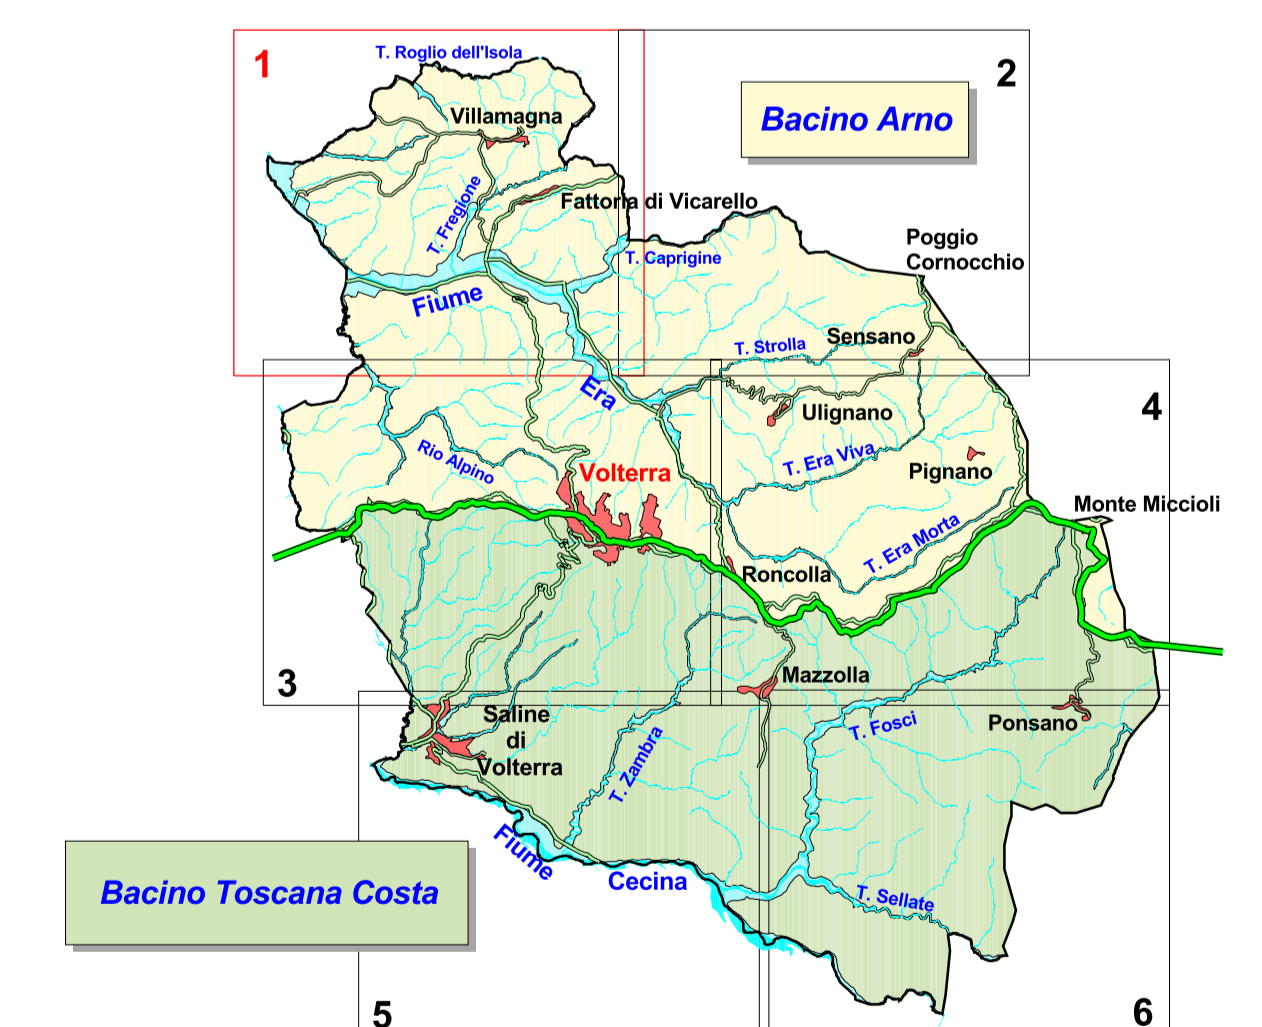 T. Roglio dell'Isola
1
2
Villamagna
Bacino Arno
T. Fregione
Fattoria di Vicarello
T. Caprigine
Poggio
Cornocchio
Fiume
Sensano
T. Strolla
Era
Ulignano
4
Rio Alpino
Volterra
T. Era Viva
Pignano
Monte Miccioli
T. Era Morta
Roncolla
3
Mazzolla
Saline
di
Volterra
T. Zambra
T. Fosci
Ponsano
Fiume
Cecina
Bacino Toscana Costa
T. Sellate
5
6